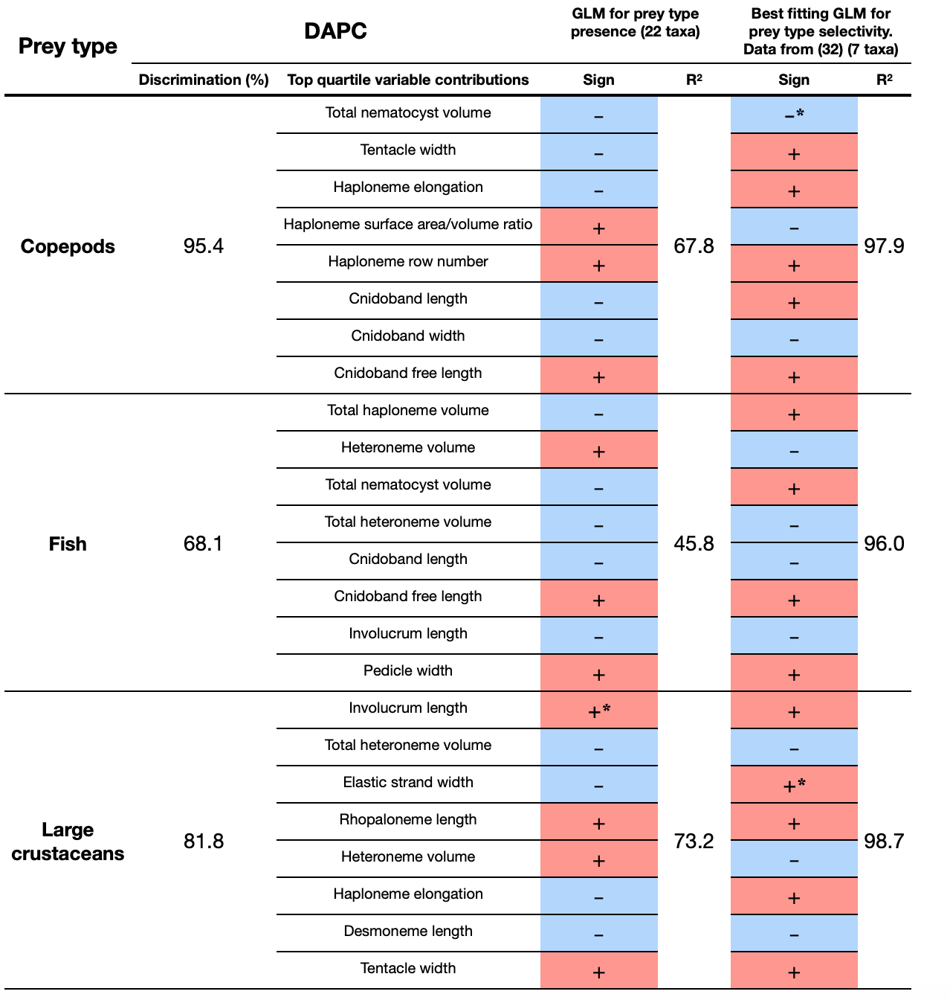 Prey type
DAPC
GLM for prey type
presence (22 taxa)
Best fitting GLM for
prey type selectivity.
Data from (32) (7 taxa)
Discrimination (%) Top quartile variable contributions Sign R² Sign R²
Copepods 95.4 67.8 97.9
Total nematocyst volume – –*
Tentacle width – +
Haploneme elongation – +
Haploneme surface area/volume ratio + –
Haploneme row number + +
Cnidoband length – +
Cnidoband width – –
Cnidoband free length + +
Fish 68.1 45.8 96.0
Total haploneme volume – +
Heteroneme volume + –
Total nematocyst volume – +
Total heteroneme volume – –
Cnidoband length – –
Cnidoband free length + +
Involucrum length – –
Pedicle width + +
Large
crustaceans 81.8 73.2 98.7
Involucrum length +* +
Total heteroneme volume – –
Elastic strand width – +*
Rhopaloneme length + +
Heteroneme volume + –
Haploneme elongation – +
Desmoneme length – –
Tentacle width + +